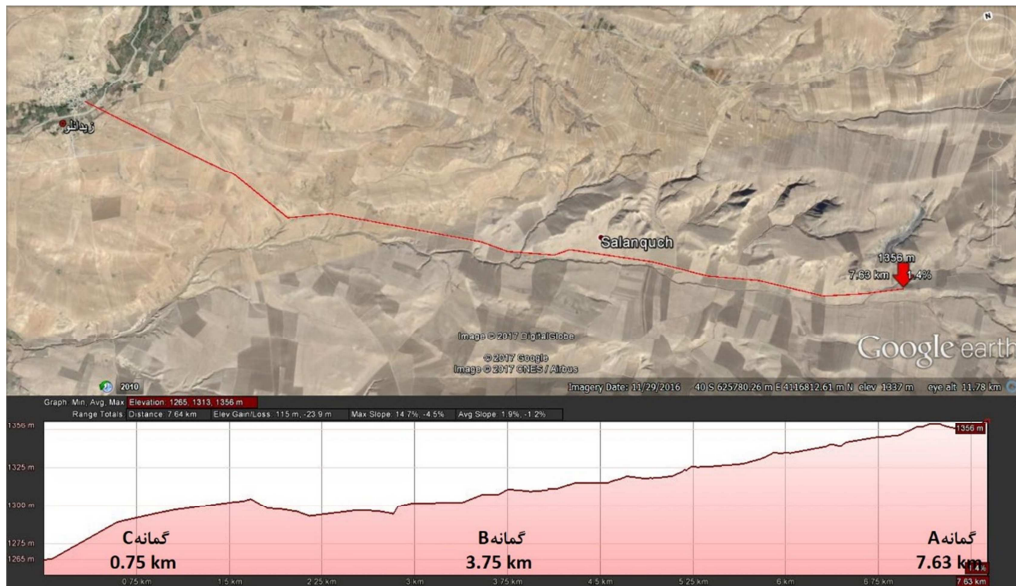 N
زیدانلو
Salanquch
1356 m
7.63 km
1.4%
Image © 2017 DigitalGlobe
© 2017 Google
Image © 2017 CNES / Airbus
Google earth
2010
Imagery Date: 11/29/2016 40 S 625780.26 m E 4116812.61 m N elev 1337 m eye alt 11.78 km
Graph: Min, Avg, Max Elevation: 1265, 1313, 1356 m
Range Totals: Distance: 7.64 km Elev Gain/Loss: 115 m, -23.9 m Max Slope: 14.7%, -4.5% Avg Slope: 1.9%, -1.2%
1356 m
1356 m
1325 m
1300 m
1275 m
1265 m
گمانه C
0.75 km
گمانه B
3.75 km
گمانه A
7.63 km
0.75 km 1.5 km 2.25 km 3 km 3.75 km 4.5 km 5.25 km 6 km 6.75 km 7.63 km